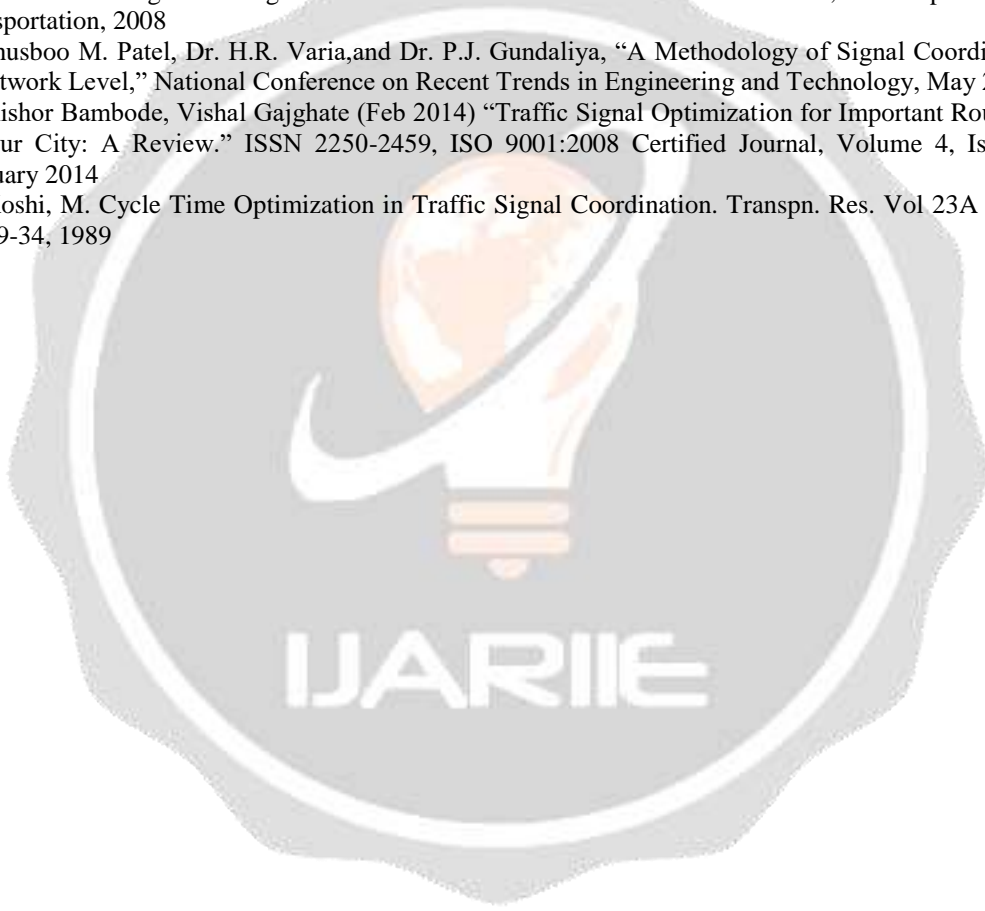 sportation, 2008
husboo M. Patel, Dr. H.R. Varia,and Dr. P.J. Gundaliya, “A Methodology of Signal Coordi
twork Level,” National Conference on Recent Trends in Engineering and Technology, May
ishor Bambode, Vishal Gajghate (Feb 2014) “Traffic Signal Optimization for Important Rou
ur City: A Review.” ISSN 2250-2459, ISO 9001:2008 Certified Journal, Volume 4, Is
uary 2014
oshi, M. Cycle Time Optimization in Traffic Signal Coordination. Transpn. Res. Vol 23A
9-34, 1989
IJARIIE